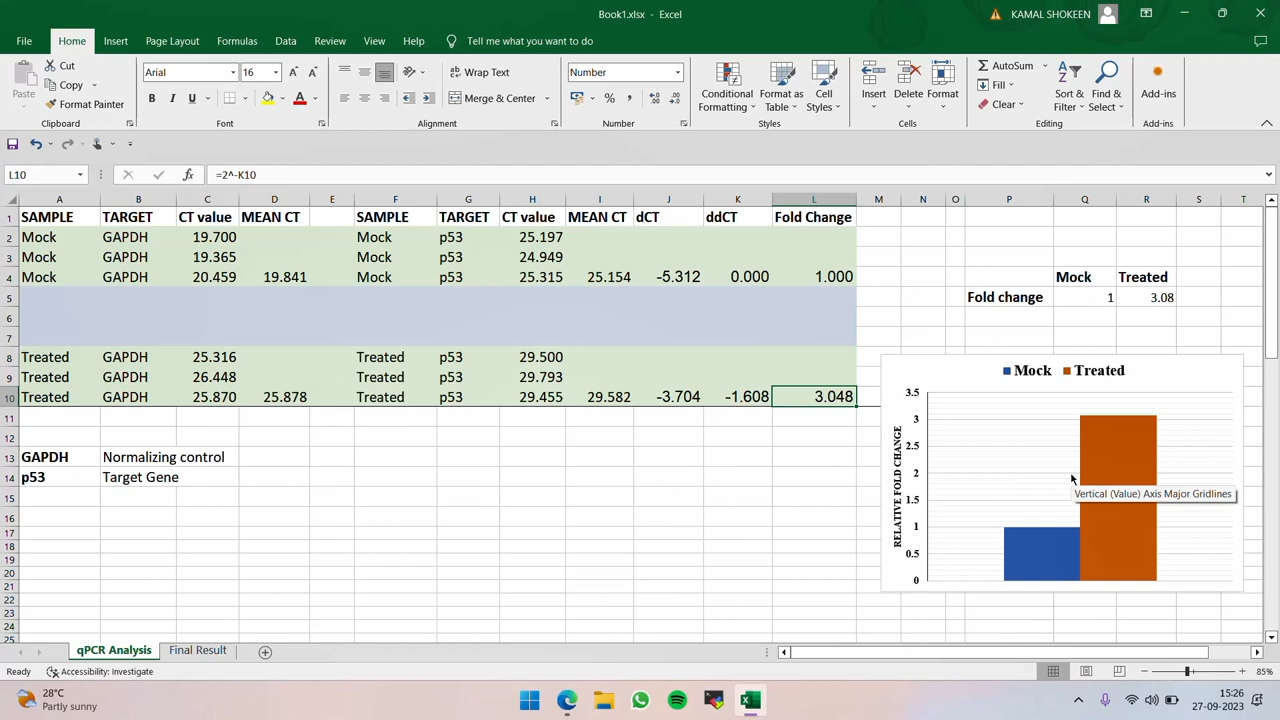 Book1.xlsx - Excel
KAMAL SHOKEEN
File Home Insert Page Layout Formulas Data Review View Help Tell me what you want to do
Paste
Cut
Copy
Format Painter
Clipboard
Arial 16
B I U
Font
Wrap Text
Merge & Center
Alignment
Number
%
Number
Conditional Formatting
Format as Table
Cell Styles
Styles
Insert Delete Format
Cells
AutoSum
Fill
Clear
Sort & Filter
Find & Select
Editing
Add-ins
Add-ins
L10 fx =2^-K10
A B C D E F G H I J K L M N O P Q R S T
1 SAMPLE TARGET CT value MEAN CT SAMPLE TARGET CT value MEAN CT dCT ddCT Fold Change
2 Mock GAPDH 19.700 Mock p53 25.197
3 Mock GAPDH 19.365 Mock p53 24.949
4 Mock GAPDH 20.459 19.841 Mock p53 25.315 25.154 -5.312 0.000 1.000 Mock Treated
5 Fold change 1 3.08
6
7
8 Treated GAPDH 25.316 Treated p53 29.500
9 Treated GAPDH 26.448 Treated p53 29.793
10 Treated GAPDH 25.870 25.878 Treated p53 29.455 29.582 -3.704 -1.608 3.048
11
12
13 GAPDH Normalizing control
14 p53 Target Gene
15
16
17
18
19
20
21
22
23
24
25
Mock Treated
RELATIVE FOLD CHANGE
3.5
3
2.5
2
1.5
1
0.5
0
Vertical (Value) Axis Major Gridlines
qPCR Analysis Final Result
Ready Accessibility: Investigate 85%
28°C
Partly sunny
15:26
27-09-2023